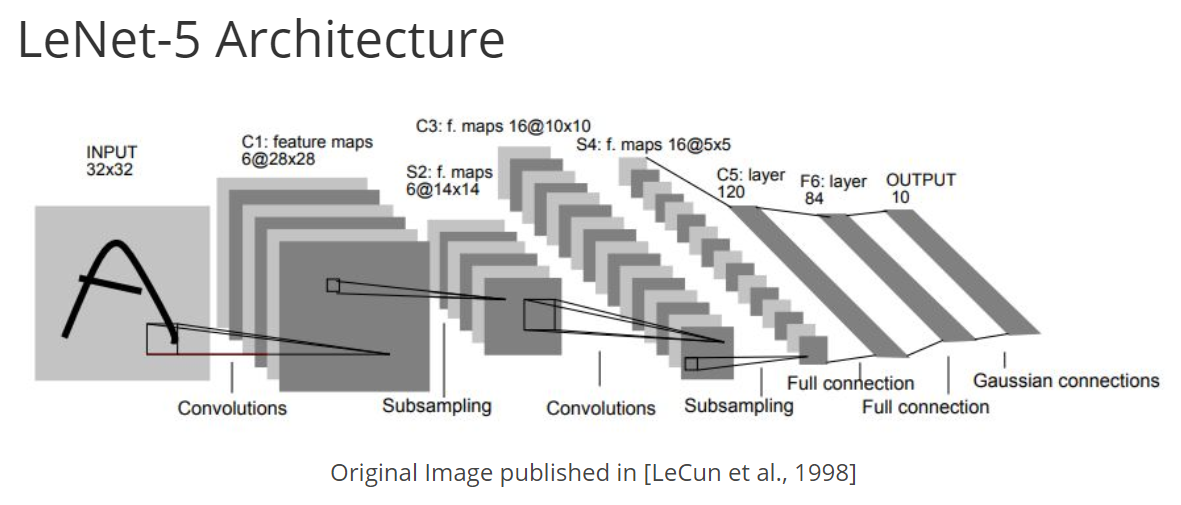 LeNet-5 Architecture
INPUT
32x32
C1: feature maps
6@28x28
S2: f. maps
6@14x14
C3: f. maps 16@10x10
S4: f. maps 16@5x5
C5: layer
120
F6: layer
84
OUTPUT
10
A
Convolutions
Subsampling
Convolutions
Subsampling
Full connection
Full connection
Gaussian connections
Original Image published in [LeCun et al., 1998]